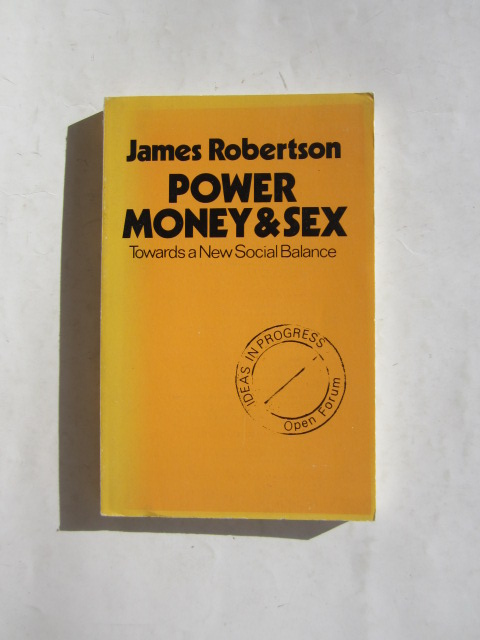 James Robertson
POWER
MONEY & SEX
Towards a New Social Balance
IDEAS IN PROGRESS
Open Forum